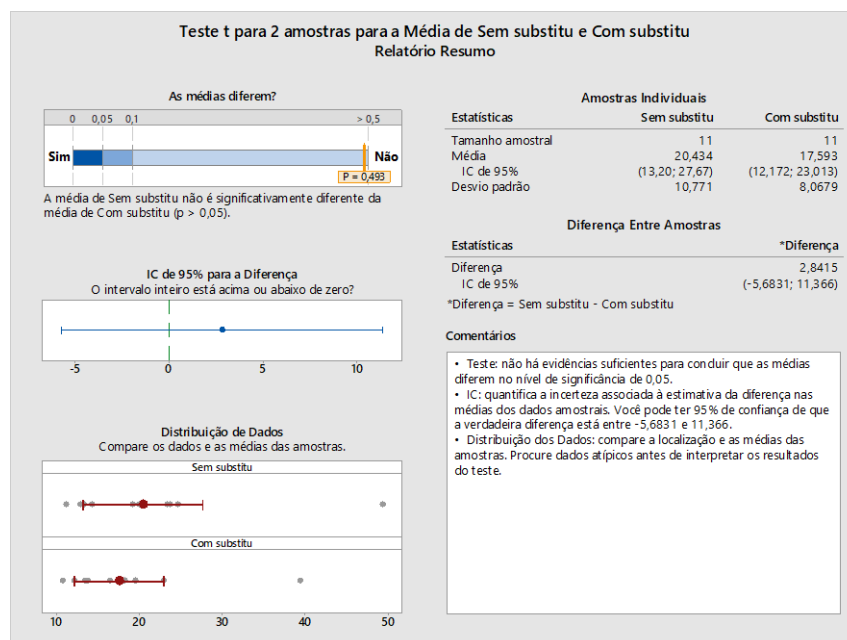 Teste t para 2 amostras para a Média de Sem substitu e Com substitu
Relatório Resumo
As médias diferem?
0 0,05 0,1 > 0,5
Sim Não
P = 0,493
A média de Sem substitu não é significativamente diferente da
média de Com substitu (p > 0,05).
IC de 95% para a Diferença
O intervalo inteiro está acima ou abaixo de zero?
-5 0 5 10
Distribuição de Dados
Compare os dados e as médias das amostras.
Sem substitu
Com substitu
10 20 30 40 50
Amostras Individuais
Estatísticas Sem substitu Com substitu
Tamanho amostral 11 11
Média 20,434 17,593
IC de 95% (13,20; 27,67) (12,172; 23,013)
Desvio padrão 10,771 8,0679
Diferença Entre Amostras
Estatísticas *Diferença
Diferença 2,8415
IC de 95% (-5,6831; 11,366)
*Diferença = Sem substitu - Com substitu
Comentários
• Teste: não há evidências suficientes para concluir que as médias
diferem no nível de significância de 0,05.
• IC: quantifica a incerteza associada à estimativa da diferença nas
médias dos dados amostrais. Você pode ter 95% de confiança de que
a verdadeira diferença está entre -5,6831 e 11,366.
• Distribuição dos Dados: compare a localização e as médias das
amostras. Procure dados atípicos antes de interpretar os resultados
do teste.